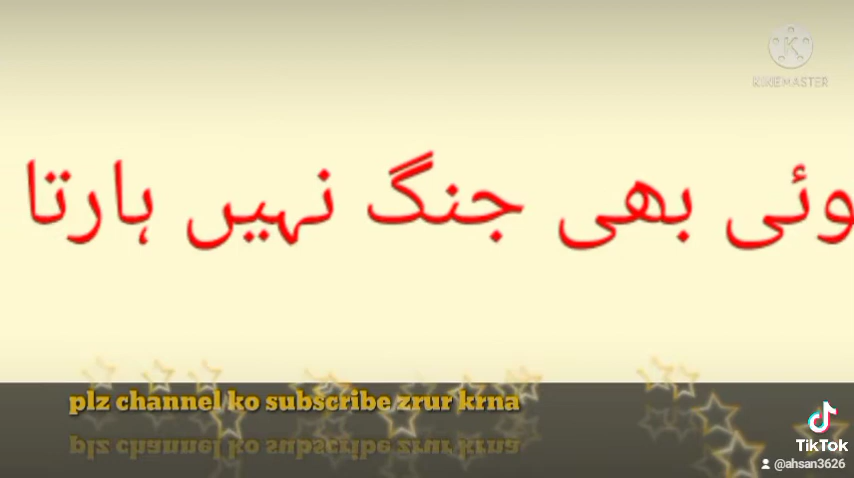 KINEMASTER
وئی بھی جنگ نہیں ہارتا
plz channel ko subscribe zrur krna
TikTok
@ahsan3626